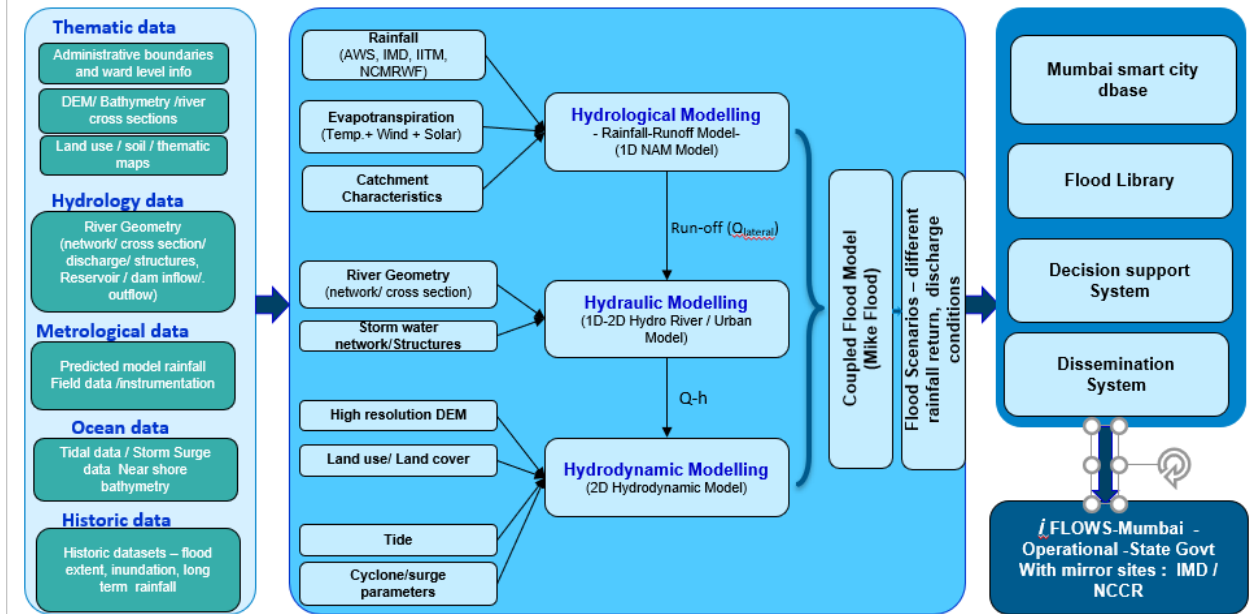 Thematic data
Administrative boundaries
and ward level info
DEM/ Bathymetry /river
cross sections
Land use / soil / thematic
maps
Hydrology data
River Geometry
(network/ cross section/
discharge/ structures,
Reservoir / dam inflow/.
outflow)
Metrological data
Predicted model rainfall
Field data /instrumentation
Ocean data
Tidal data / Storm Surge
data Near shore
bathymetry
Historic data
Historic datasets – flood
extent, inundation, long
term rainfall
Rainfall
(AWS, IMD, IITM,
NCMRWF)
Evapotranspiration
(Temp.+ Wind + Solar)
Catchment
Characteristics
River Geometry
(network/ cross section)
Storm water
network/Structures
High resolution DEM
Land use/ Land cover
Tide
Cyclone/surge
parameters
Hydrological Modelling
- Rainfall-Runoff Model-
(1D NAM Model)
Run-off (Qlateral)
Hydraulic Modelling
(1D-2D Hydro River / Urban
Model)
Q-h
Hydrodynamic Modelling
(2D Hydrodynamic Model)
Coupled Flood Model
(Mike Flood)
Flood Scenarios – different
rainfall return, discharge
conditions
Mumbai smart city
dbase
Flood Library
Decision support
System
Dissemination
System
i FLOWS-Mumbai -
Operational -State Govt
With mirror sites : IMD /
NCCR